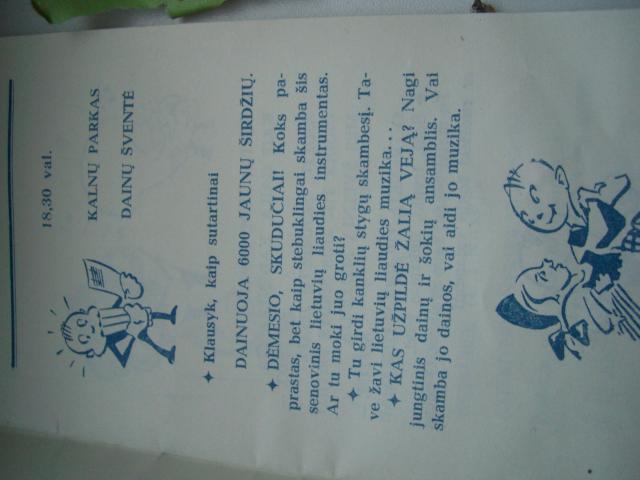 18,30 val.
KALNŲ PARKAS
DAINŲ ŠVENTĖ
✦ Klausyk, kaip sutartinai
DAINUOJA 6000 JAUNŲ ŠIRDŽIŲ.
✦ DĖMESIO, SKUDUČIAI! Koks pa-
prastas, bet kaip stebuklingai skamba šis
senovinis lietuvių liaudies instrumentas.
Ar tu moki juo groti?
✦ Tu girdi kanklių stygų skambesį. Ta-
ve žavi lietuvių liaudies muzika...
✦ KAS UŽPILDĖ ŽALIĄ VEJĄ? Nagi
jungtinis dainų ir šokių ansamblis. Vai
skamba jo dainos, vai aidi jo muzika.